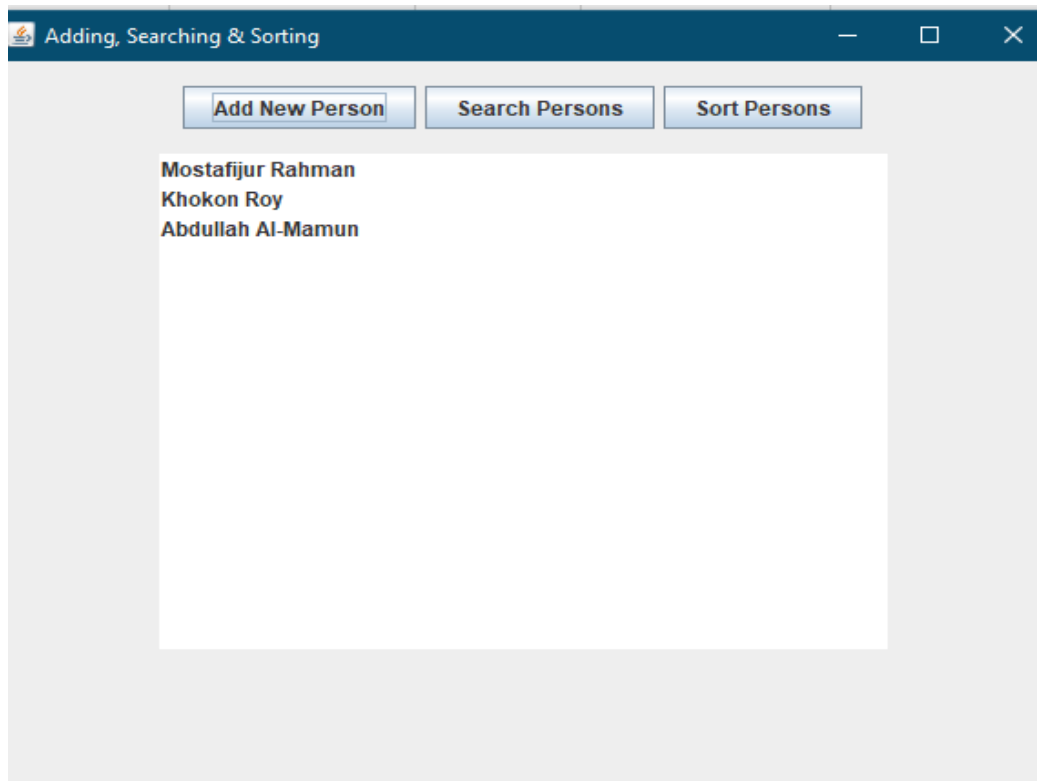 Adding, Searching & Sorting
Add New Person Search Persons Sort Persons
Mostafijur Rahman
Khokon Roy
Abdullah Al-Mamun